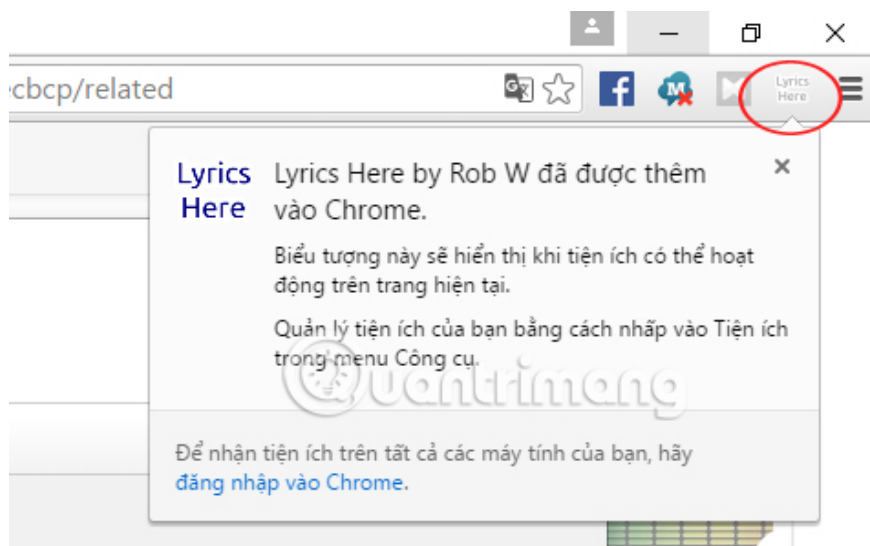 ecbcp/related
Lyrics
Here
Lyrics
Here
Lyrics Here by Rob W đã được thêm
vào Chrome.
Biểu tượng này sẽ hiển thị khi tiện ích có thể hoạt
động trên trang hiện tại.
Quản lý tiện ích của bạn bằng cách nhấp vào Tiện ích
trong menu Công cụ.
Quantrimang
Để nhận tiện ích trên tất cả các máy tính của bạn, hãy
đăng nhập vào Chrome.